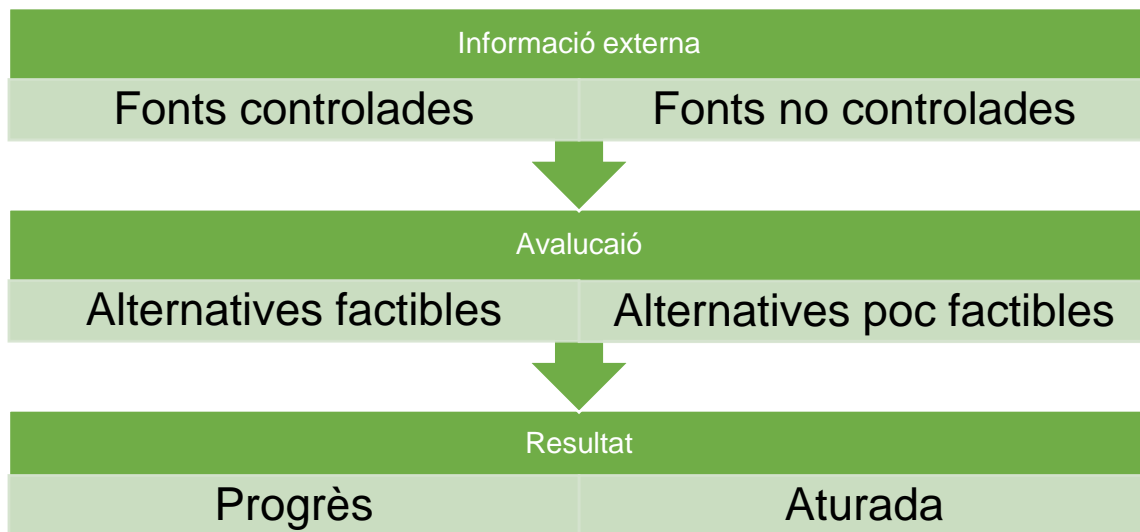 Informació externa
Fonts controlades
Fonts no controlades
Avalucaió
Alternatives factibles
Alternatives poc factibles
Resultat
Progrès
Aturada